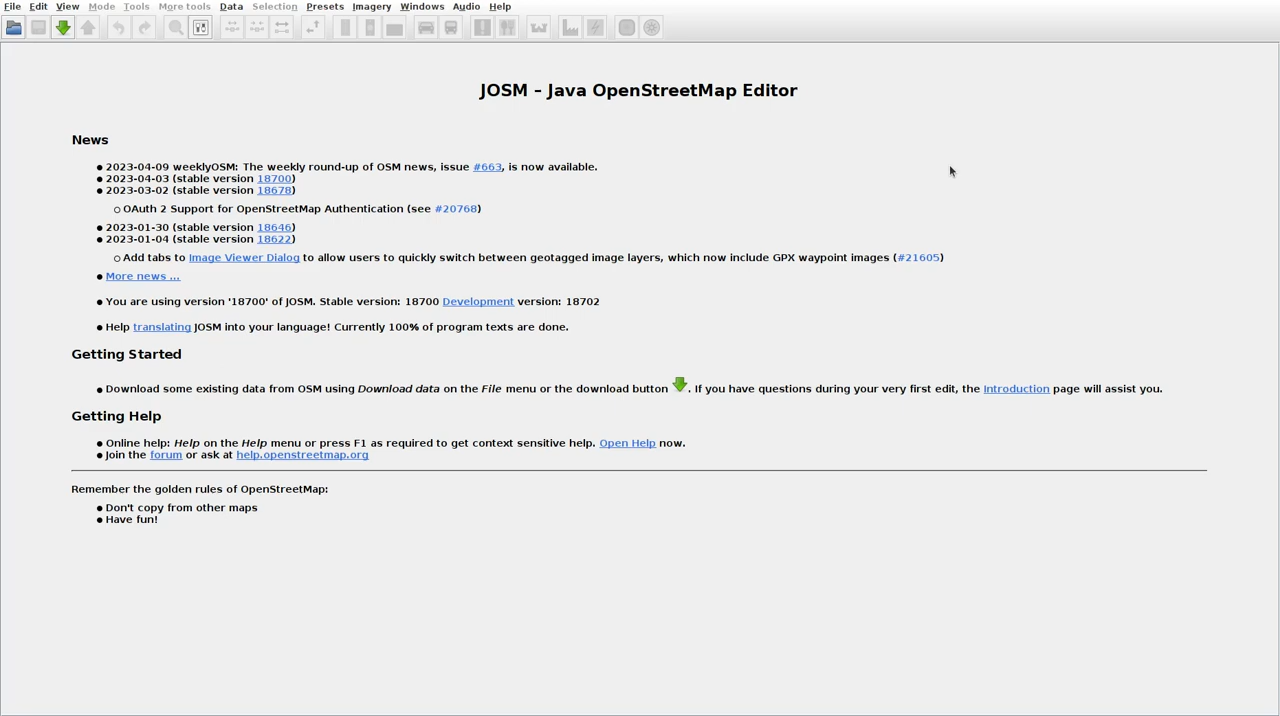 File Edit View Mode Tools More tools Data Selection Presets Imagery Windows Audio Help
JOSM – Java OpenStreetMap Editor
News
2023-04-09 weeklyOSM: The weekly round-up of OSM news, issue #663, is now available.
2023-04-03 (stable version 18700)
2023-03-02 (stable version 18678)
OAuth 2 Support for OpenStreetMap Authentication (see #20768)
2023-01-30 (stable version 18646)
2023-01-04 (stable version 18622)
Add tabs to Image Viewer Dialog to allow users to quickly switch between geotagged image layers, which now include GPX waypoint images (#21605)
More news ...
You are using version '18700' of JOSM. Stable version: 18700 Development version: 18702
Help translating JOSM into your language! Currently 100% of program texts are done.
Getting Started
Download some existing data from OSM using Download data on the File menu or the download button . If you have questions during your very first edit, the Introduction page will assist you.
Getting Help
Online help: Help on the Help menu or press F1 as required to get context sensitive help. Open Help now.
Join the forum or ask at help.openstreetmap.org
Remember the golden rules of OpenStreetMap:
Don't copy from other maps
Have fun!